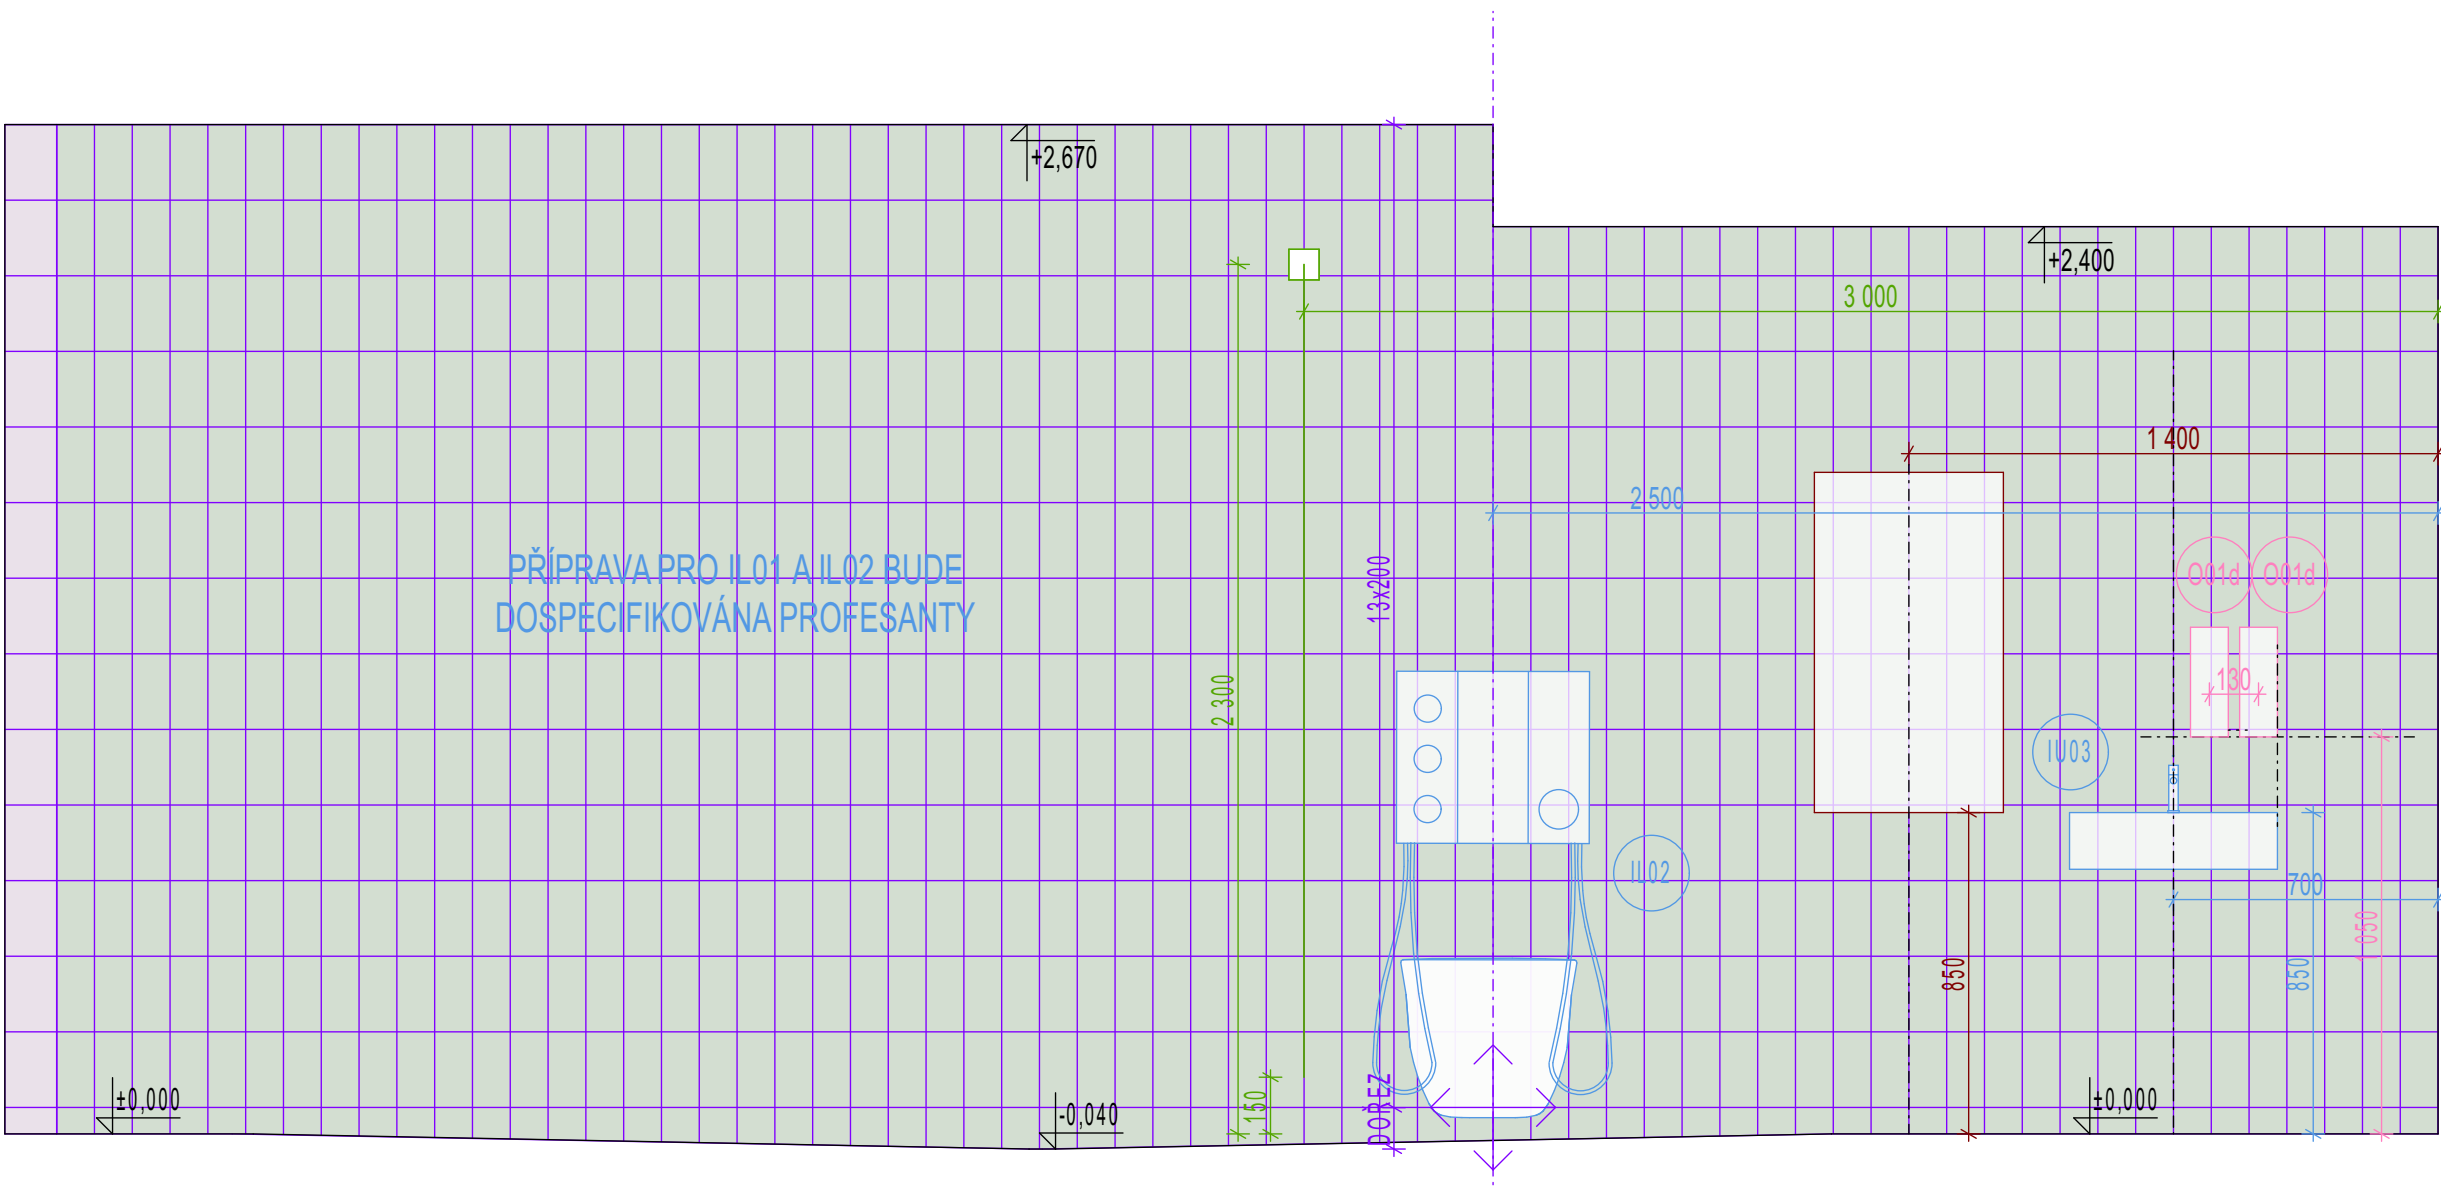 +2,670
+2,400
3 000
1 400
2 500
PŘÍPRAVA PRO IL01 A IL02 BUDE
DOSPECIFIKOVÁNA PROFESANTY
13x200
O01d
O01d
2 300
130
IU03
IL02
700
1 050
850
850
±0,000
-0,040
150
DOŘEZ
±0,000